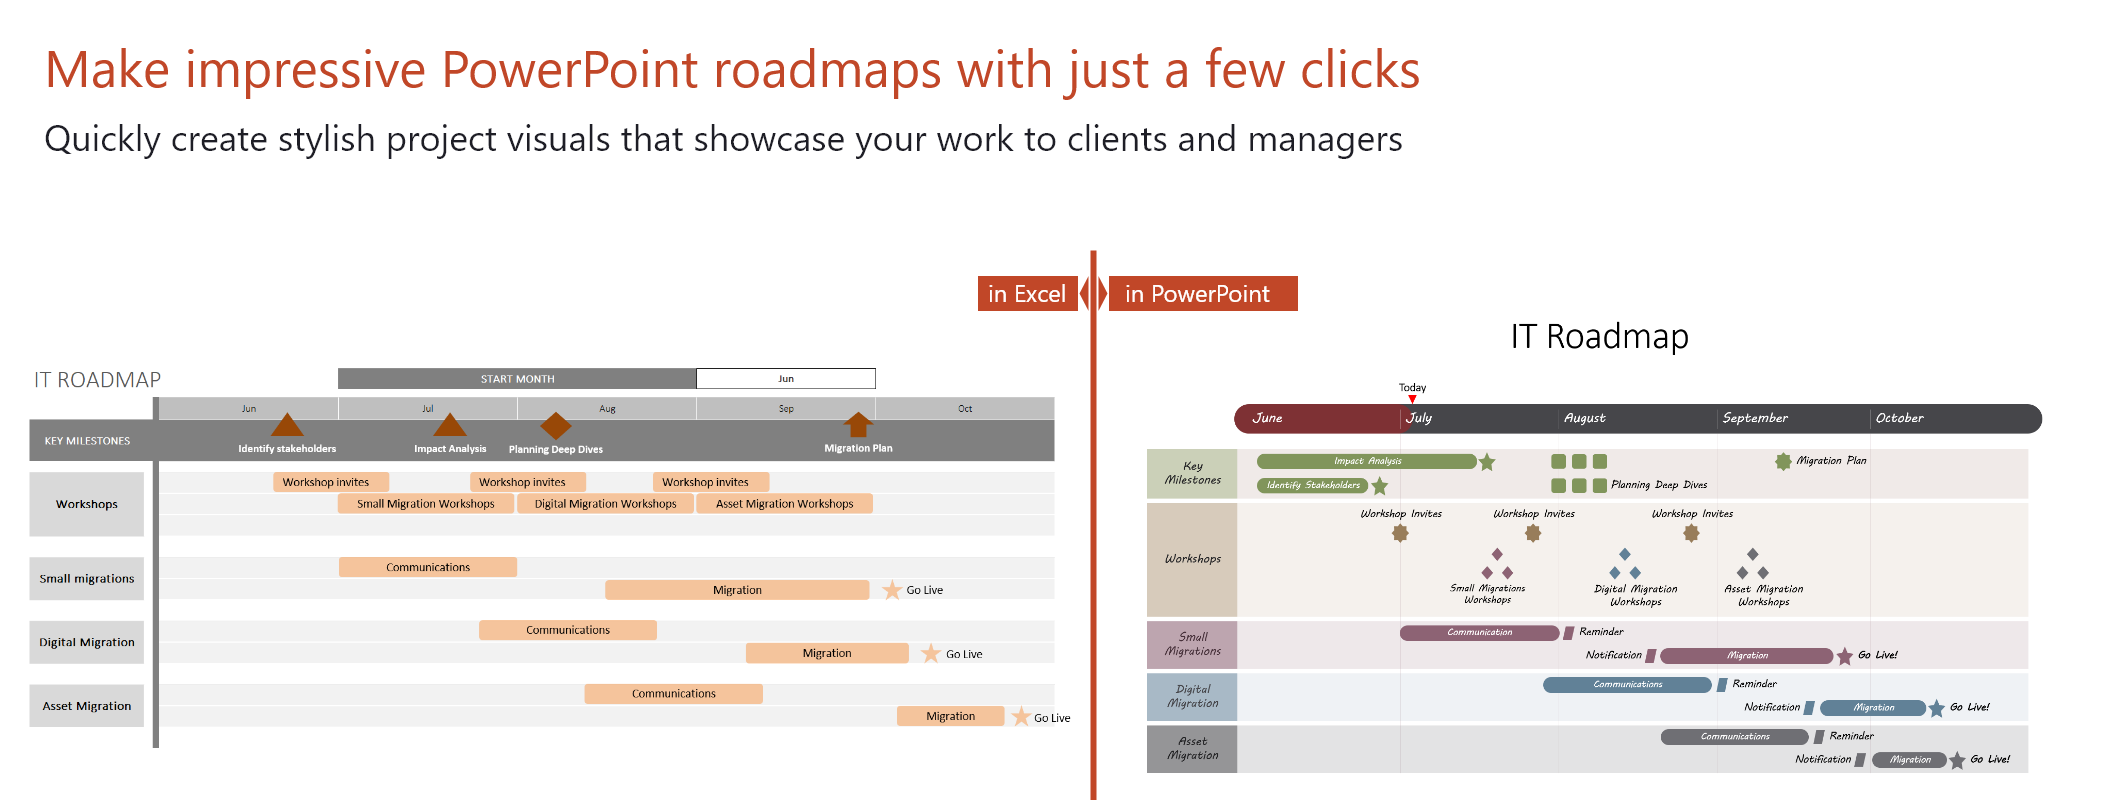 Make impressive PowerPoint roadmaps with just a few clicks
Quickly create stylish project visuals that showcase your work to clients and managers
in Excel
in PowerPoint
IT ROADMAP
START MONTH
Jun
Jun
Jul
Aug
Sep
Oct
KEY MILESTONES
Identify stakeholders
Impact Analysis
Planning Deep Dives
Migration Plan
Workshops
Workshop invites
Workshop invites
Workshop invites
Small Migration Workshops
Digital Migration Workshops
Asset Migration Workshops
Small migrations
Communications
Migration
Go Live
Digital Migration
Communications
Migration
Go Live
Asset Migration
Communications
Migration
Go Live
IT Roadmap
Today
June
July
August
September
October
Key
Milestones
Impact Analysis
Migration Plan
Identify Stakeholders
Planning Deep Dives
Workshops
Workshop Invites
Workshop Invites
Workshop Invites
Small Migrations
Workshops
Digital Migration
Workshops
Asset Migration
Workshops
Small
Migrations
Communication
Reminder
Notification
Migration
Go Live!
Digital
Migration
Communications
Reminder
Notification
Migration
Go Live!
Asset
Migration
Communications
Reminder
Notification
Migration
Go Live!